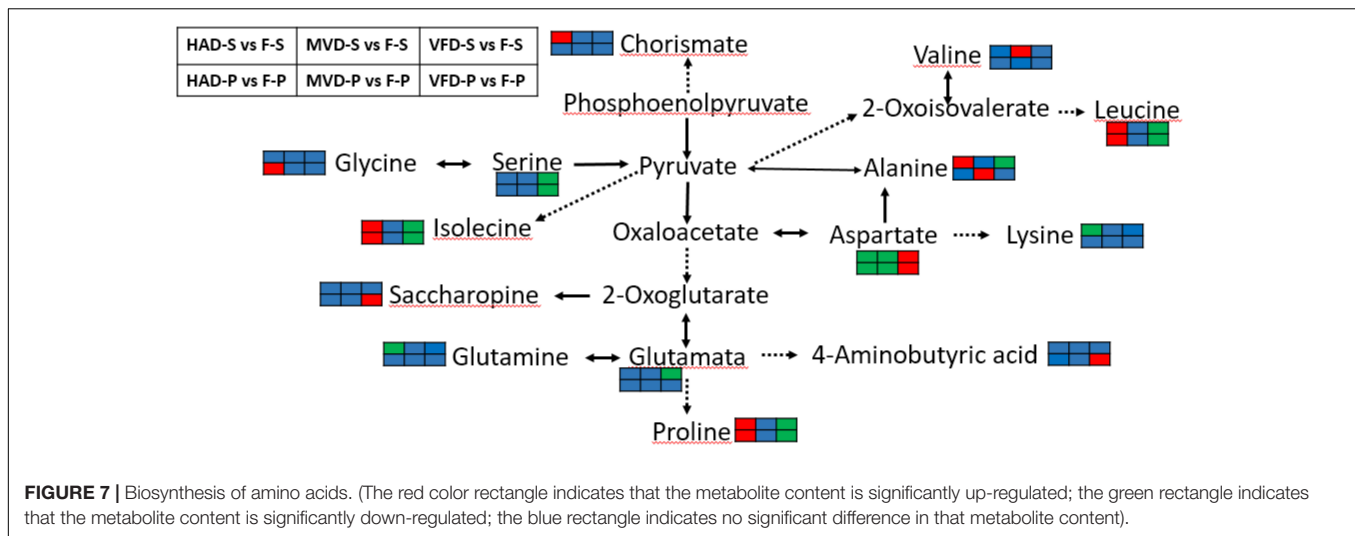 HAD-S vs F-S MVD-S vs F-S VFD-S vs F-S
HAD-P vs F-P MVD-P vs F-P VFD-P vs F-P
Chorismate
Valine
Phosphoenolpyruvate
2-Oxoisovalerate
Leucine
Glycine
Serine
Pyruvate
Alanine
Isolecine
Oxaloacetate
Aspartate
Lysine
Saccharopine
2-Oxoglutarate
Glutamine
Glutamata
4-Aminobutyric acid
Proline
FIGURE 7 | Biosynthesis of amino acids. (The red color rectangle indicates that the metabolite content is significantly up-regulated; the green rectangle indicates
that the metabolite content is significantly down-regulated; the blue rectangle indicates no significant difference in that metabolite content).